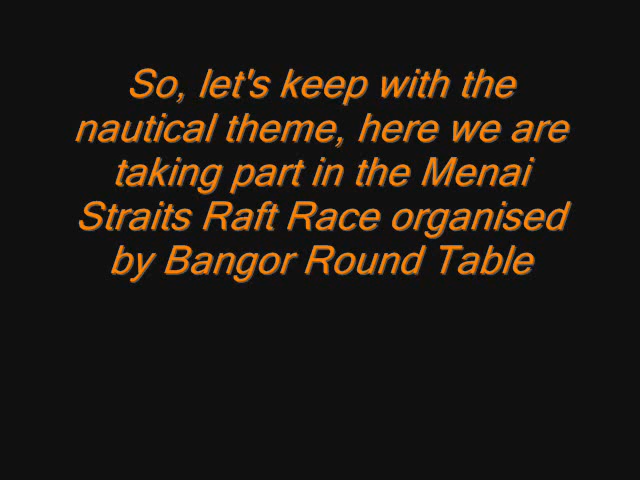 So, let's keep with the
nautical theme, here we are
taking part in the Menai
Straits Raft Race organised
by Bangor Round Table